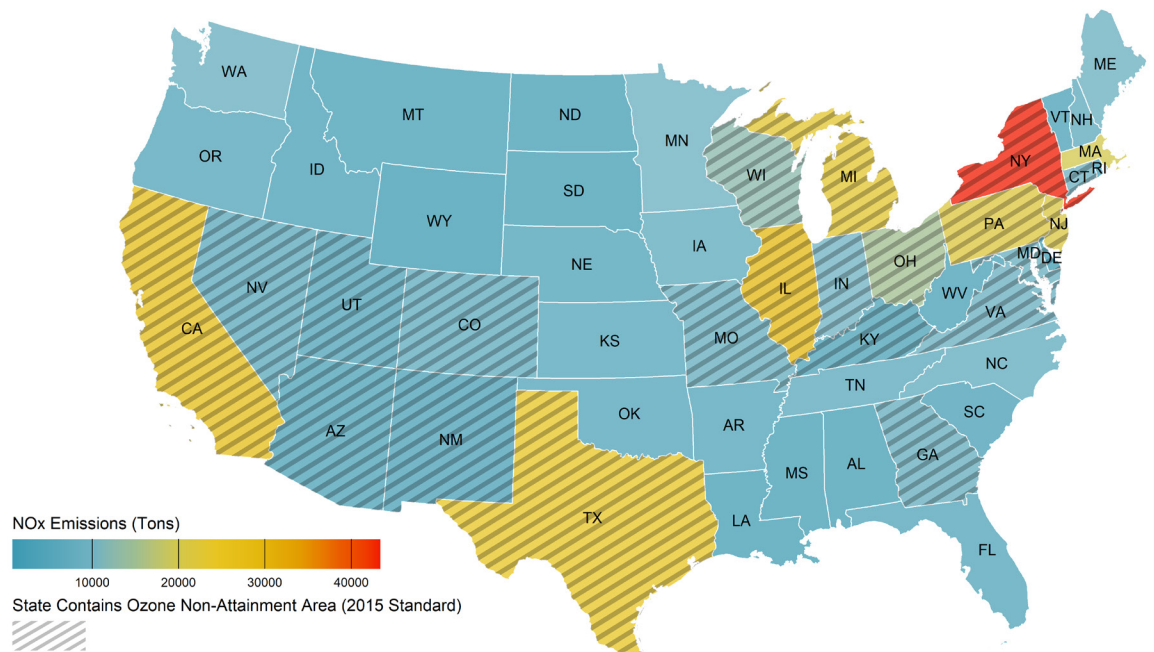 WA
ME
MT
ND
VT NH
MN
MA
OR
ID
SD
WI
MI
NY
CT RI
WY
IA
PA
NJ
NE
OH
MD DE
NV
UT
IL
IN
WV
CO
VA
CA
KS
MO
KY
NC
TN
OK
AR
SC
AZ
NM
GA
MS
AL
TX
LA
FL
NOx Emissions (Tons)
10000 20000 30000 40000
State Contains Ozone Non-Attainment Area (2015 Standard)